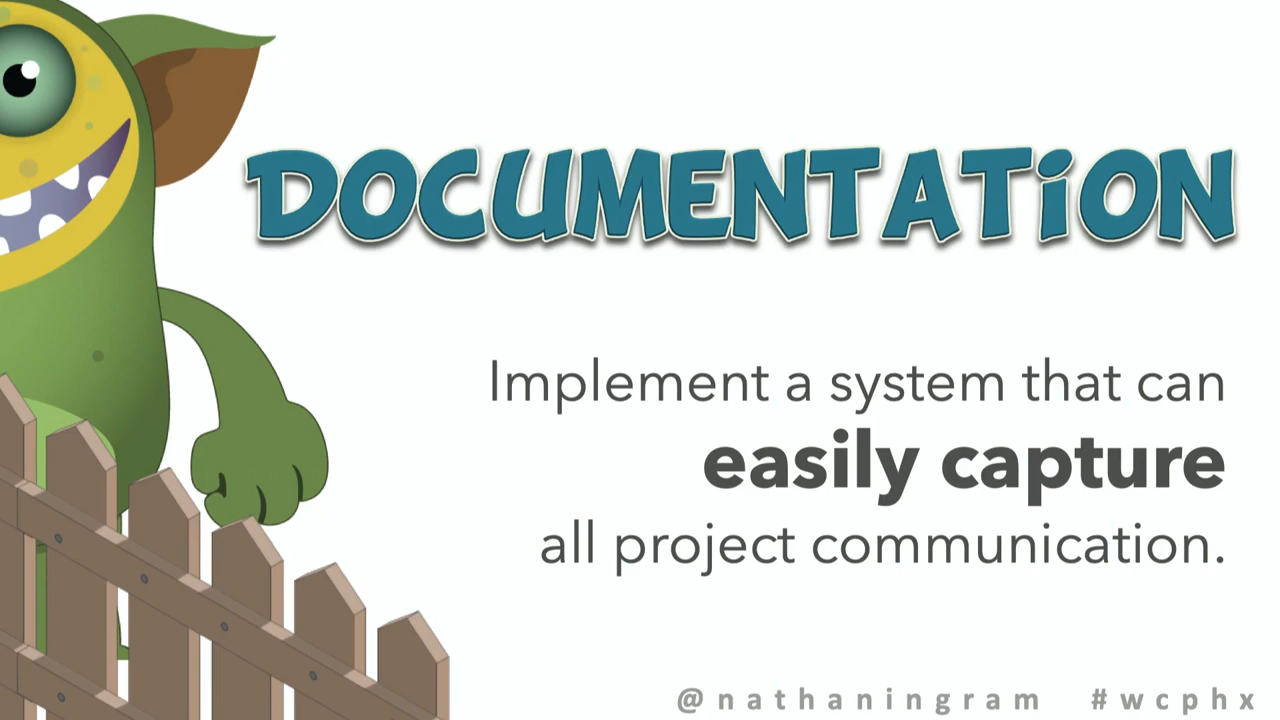 DOCUMENTATiON
Implement a system that can
easily capture
all project communication.
@nathaningram #wcphx